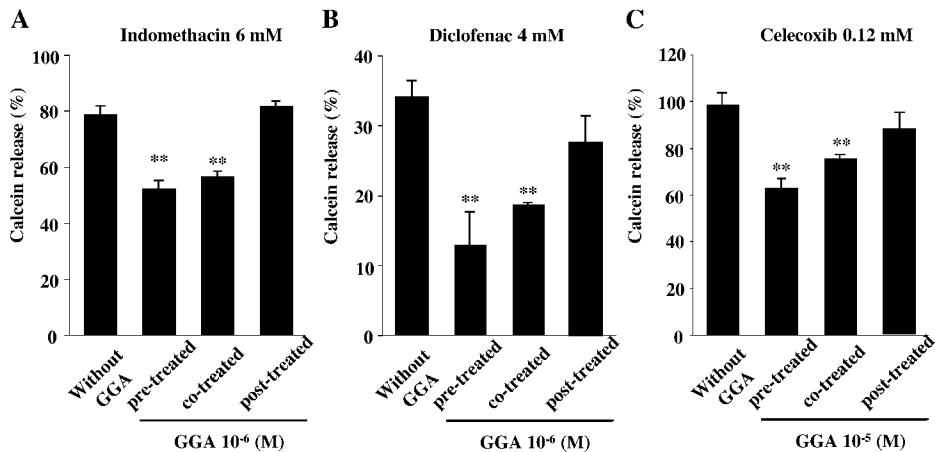 A
Indomethacin 6 mM
Calcein release (%)
100
80
60
40
20
0
**
**
Without GGA
pre-treated
co-treated
post-treated
GGA 10-6 (M)
B
Diclofenac 4 mM
Calcein release (%)
40
30
20
10
0
**
**
Without GGA
pre-treated
co-treated
post-treated
GGA 10-6 (M)
C
Celecoxib 0.12 mM
Calcein release (%)
120
100
80
60
40
20
0
**
**
Without GGA
pre-treated
co-treated
post-treated
GGA 10-5 (M)